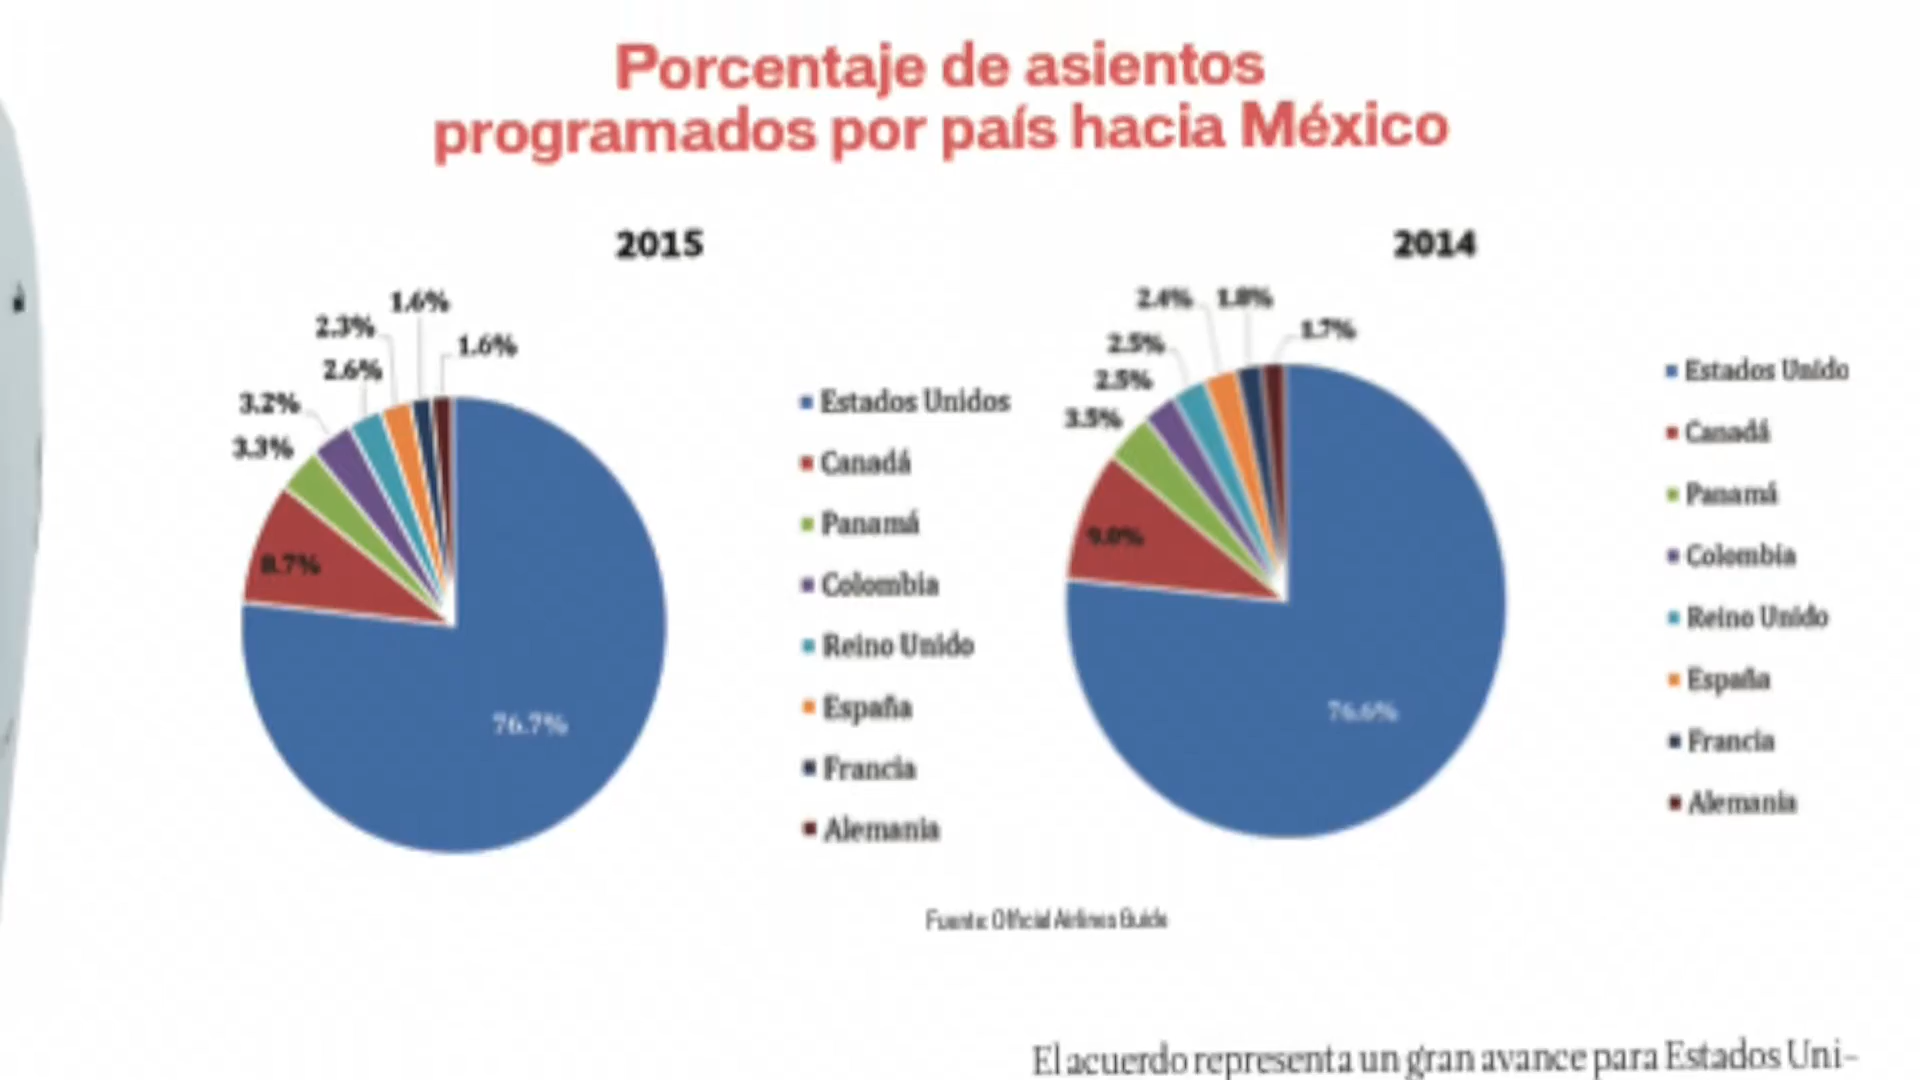 Porcentaje de asientos
programados por país hacia México
2015
1.6%
2.3%
1.6%
2.6%
3.2%
3.3%
8.7%
76.7%
Estados Unidos
Canadá
Panamá
Colombia
Reino Unido
España
Francia
Alemania
2014
2.4%
1.8%
1.7%
2.5%
2.5%
3.5%
9.0%
76.6%
Estados Unido
Canadá
Panamá
Colombia
Reino Unido
España
Francia
Alemania
Fuente: Official Airlines Guide
El acuerdo representa un gran avance para Estados Uni-